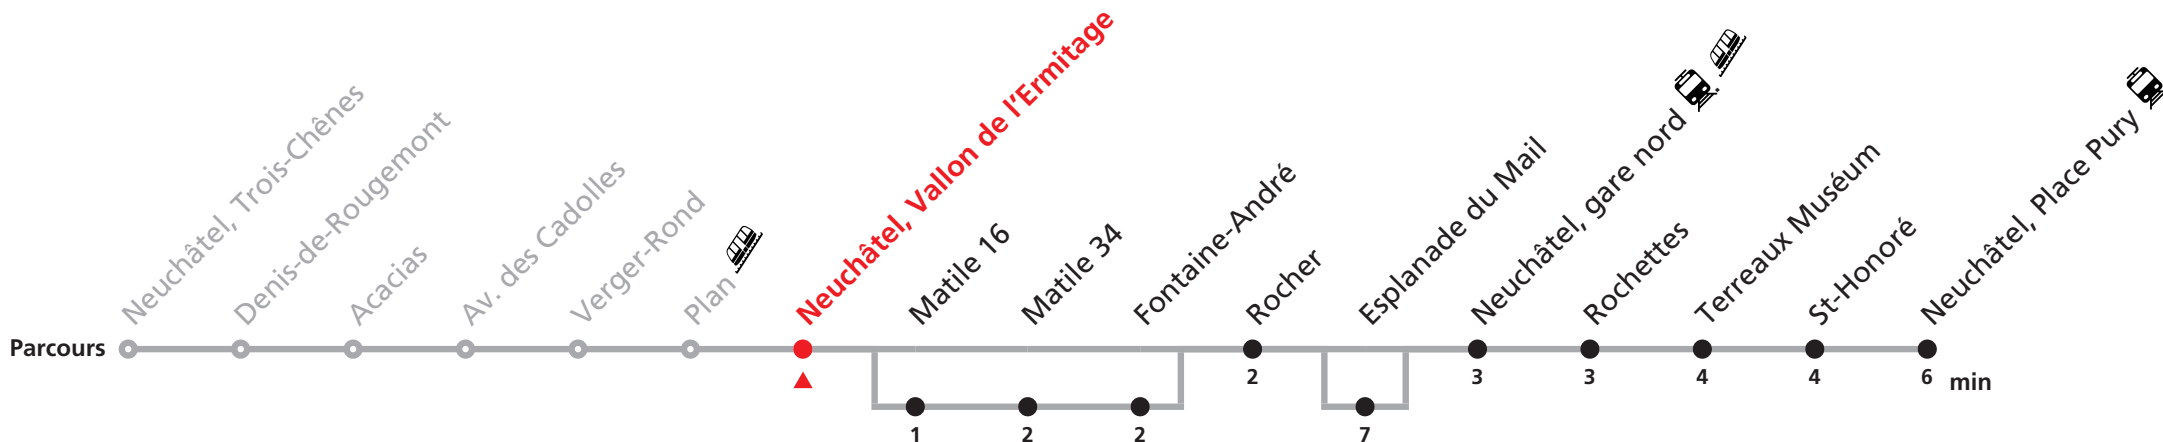 Neuchâtel, Trois-Chênes
Denis-de-Rougemont
Acacias
Av. des Cadolles
Verger-Rond
Plan
Neuchâtel, Vallon de l'Ermitage
Matile 16
Matile 34
Fontaine-André
Rocher
Esplanade du Mail
Neuchâtel, gare nord
Rochettes
Terreaux Muséum
St-Honoré
Neuchâtel, Place Pury
Parcours
2 3 3 4 4 6 min
1 2 2 7